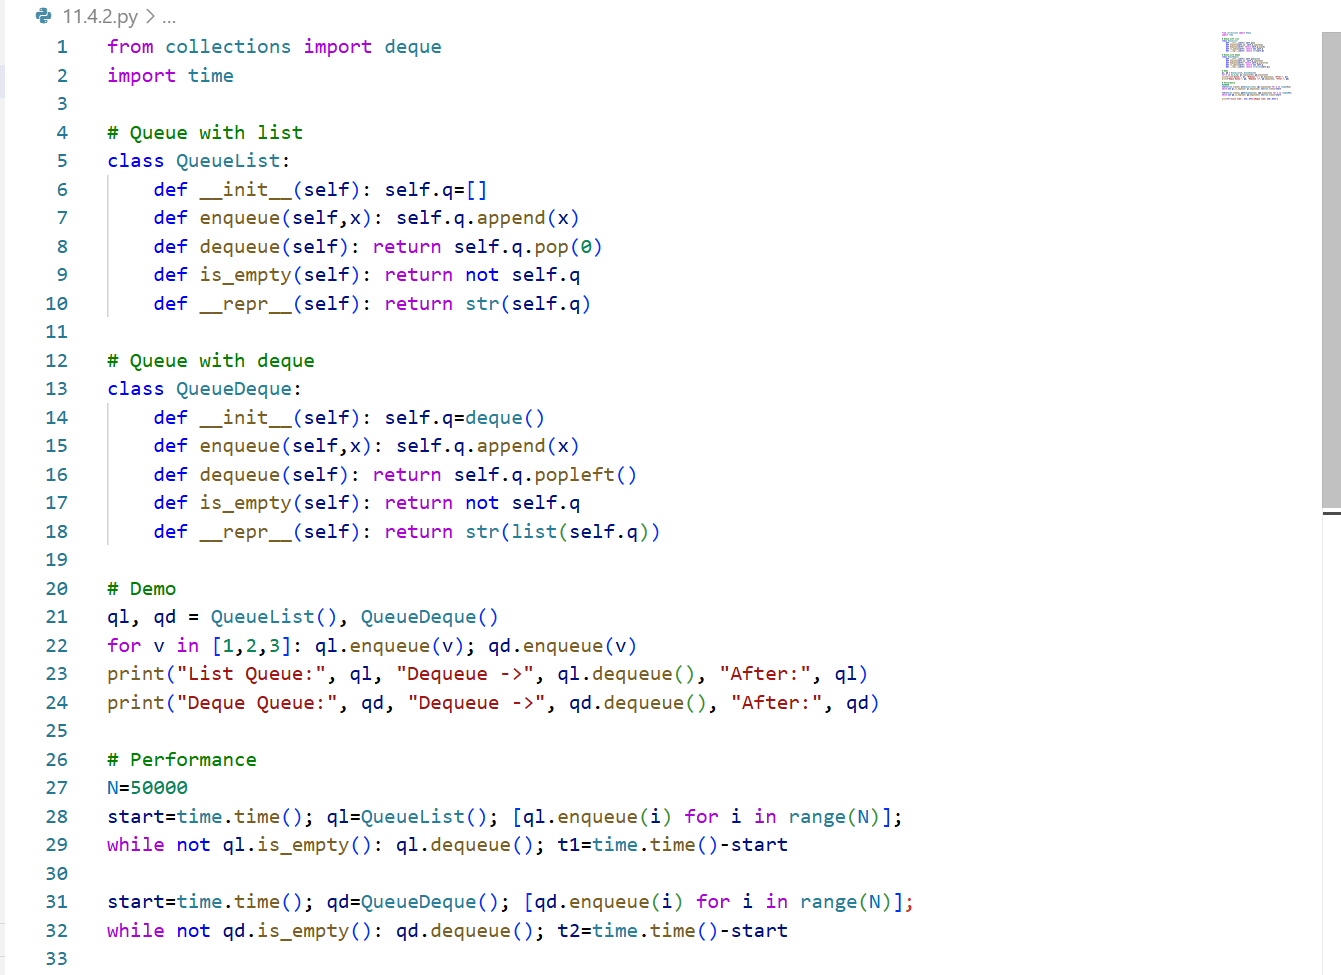 11.4.2.py > ...
1 from collections import deque
2 import time
3
4 # Queue with list
5 class QueueList:
6     def __init__(self): self.q=[]
7     def enqueue(self,x): self.q.append(x)
8     def dequeue(self): return self.q.pop(0)
9     def is_empty(self): return not self.q
10     def __repr__(self): return str(self.q)
11
12 # Queue with deque
13 class QueueDeque:
14     def __init__(self): self.q=deque()
15     def enqueue(self,x): self.q.append(x)
16     def dequeue(self): return self.q.popleft()
17     def is_empty(self): return not self.q
18     def __repr__(self): return str(list(self.q))
19
20 # Demo
21 ql, qd = QueueList(), QueueDeque()
22 for v in [1,2,3]: ql.enqueue(v); qd.enqueue(v)
23 print("List Queue:", ql, "Dequeue ->", ql.dequeue(), "After:", ql)
24 print("Deque Queue:", qd, "Dequeue ->", qd.dequeue(), "After:", qd)
25
26 # Performance
27 N=50000
28 start=time.time(); ql=QueueList(); [ql.enqueue(i) for i in range(N)];
29 while not ql.is_empty(): ql.dequeue(); t1=time.time()-start
30
31 start=time.time(); qd=QueueDeque(); [qd.enqueue(i) for i in range(N)];
32 while not qd.is_empty(): qd.dequeue(); t2=time.time()-start
33